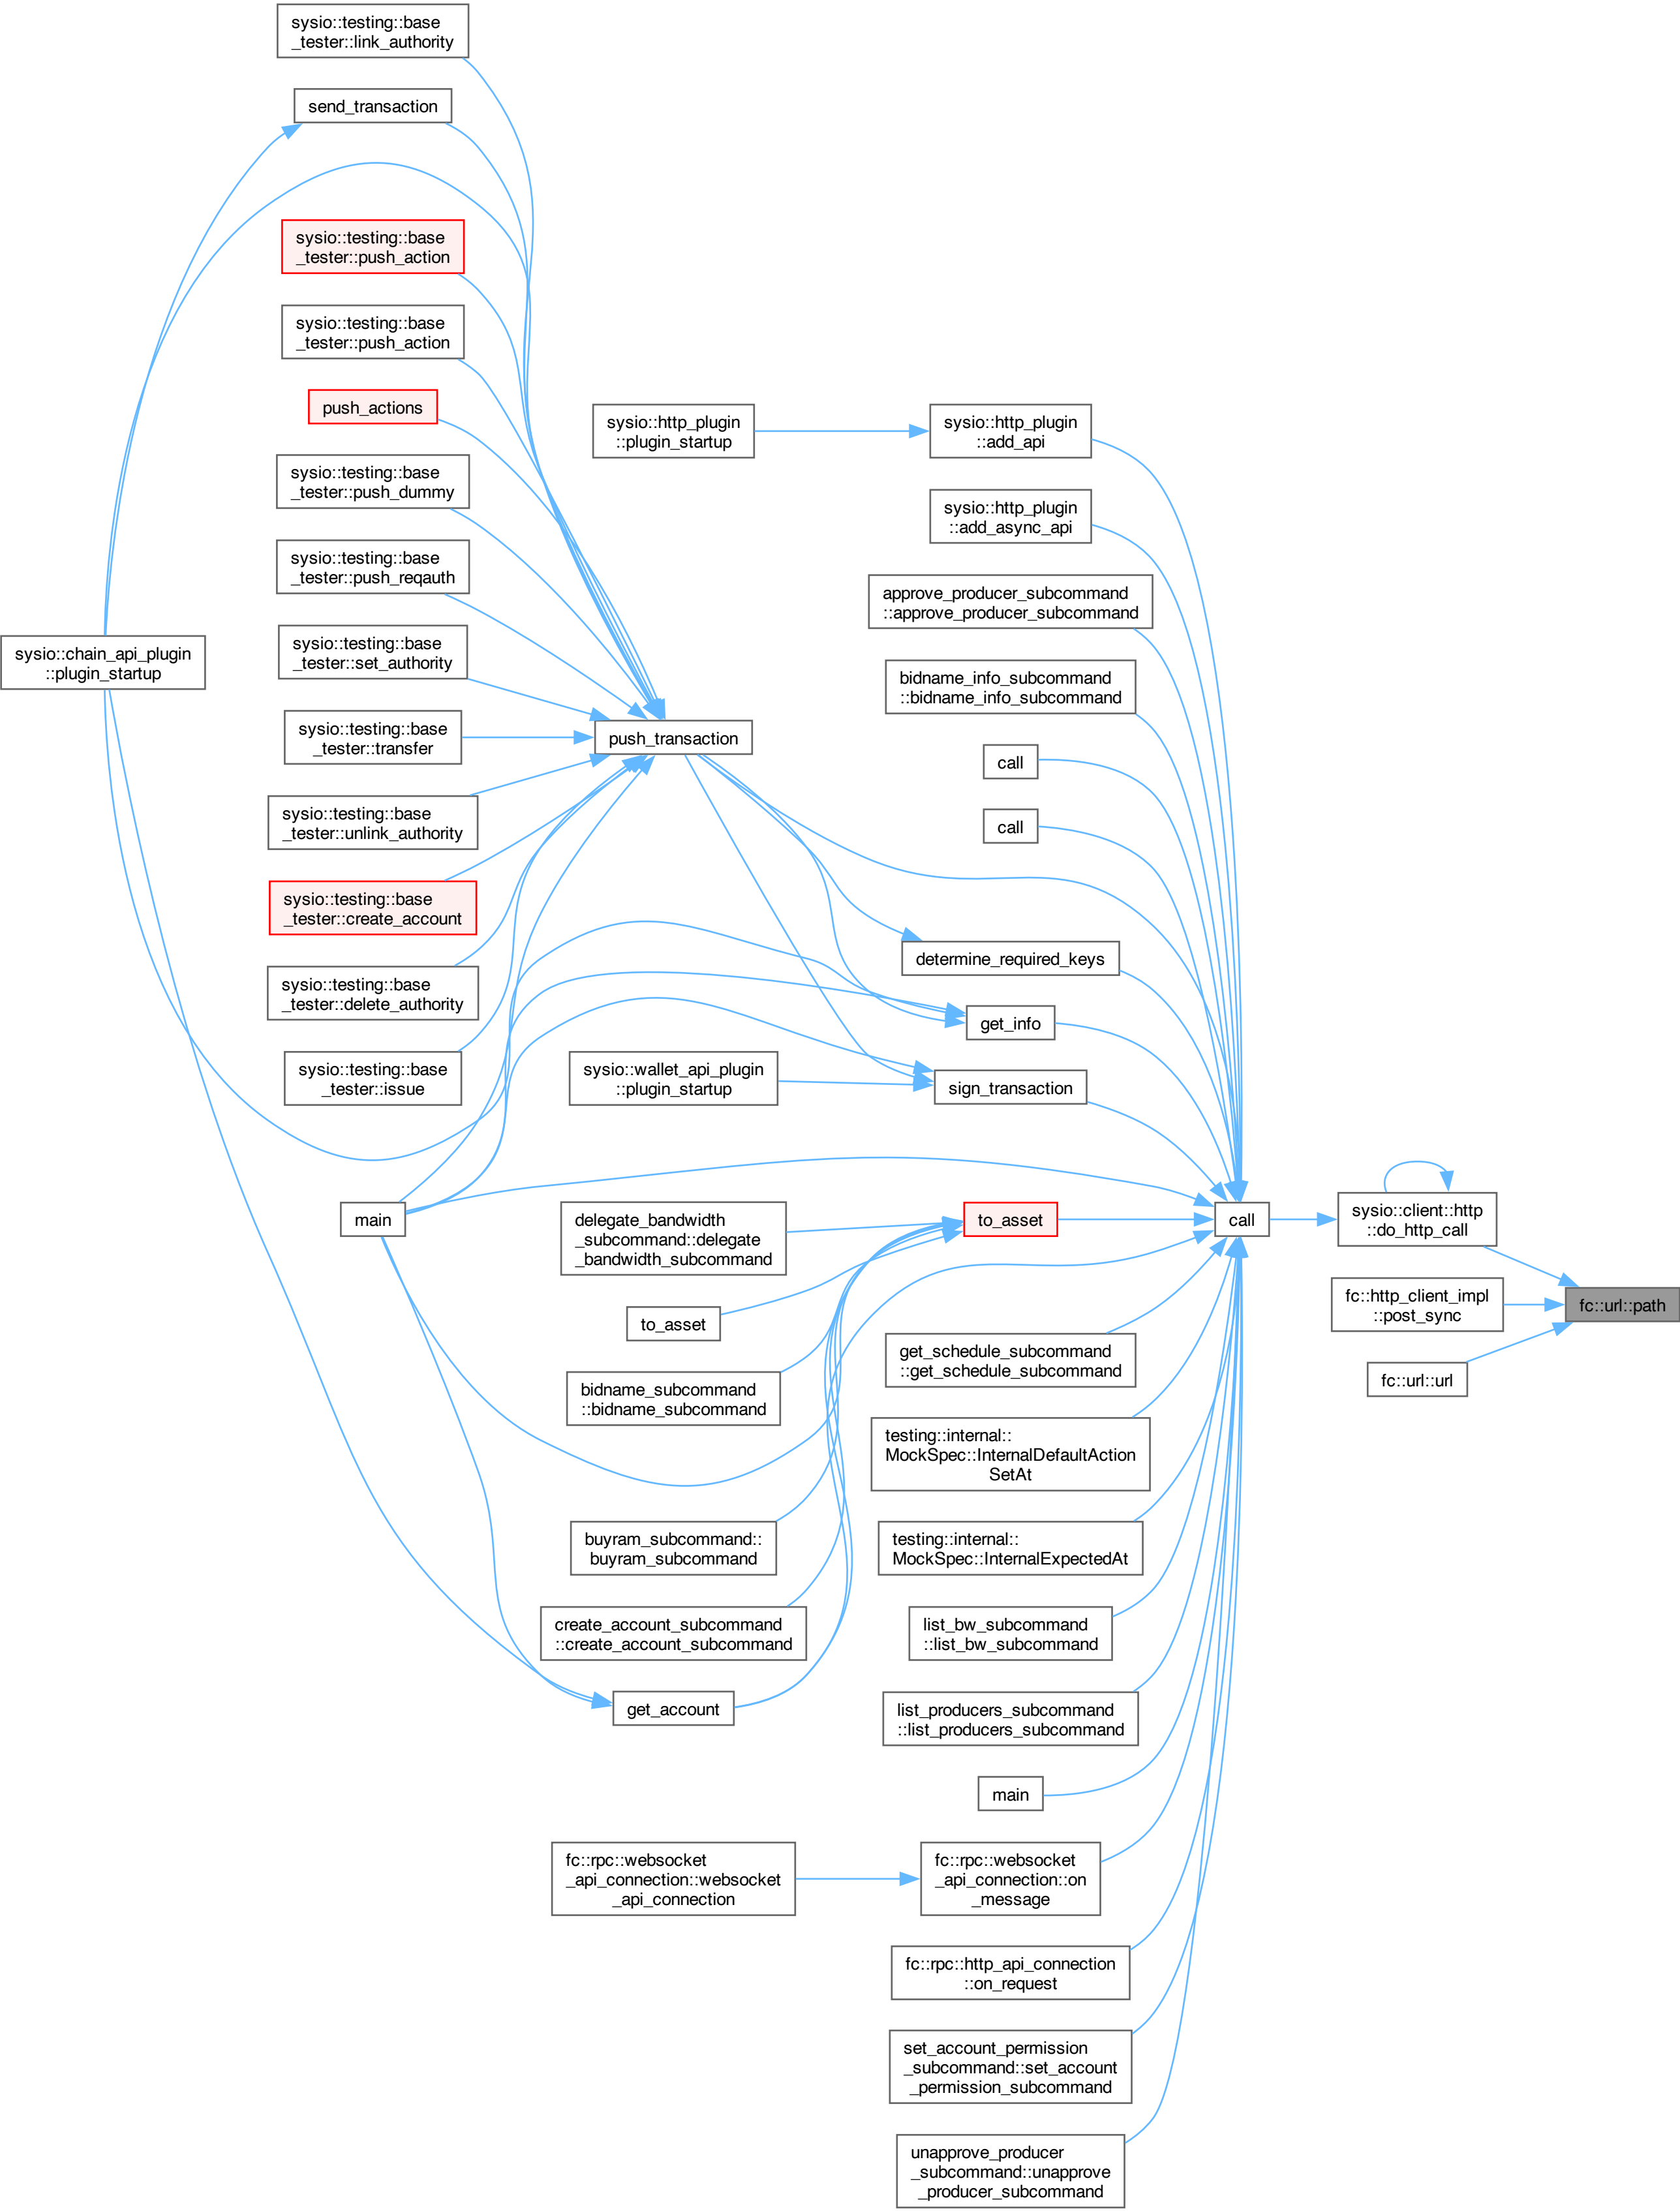 sysio::testing::base
_tester::link_authority
send_transaction
sysio::testing::base
_tester::push_action
sysio::testing::base
_tester::push_action
push_actions
sysio::testing::base
_tester::push_dummy
sysio::testing::base
_tester::push_reqauth
sysio::testing::base
_tester::set_authority
sysio::chain_api_plugin
::plugin_startup
sysio::testing::base
_tester::transfer
push_transaction
sysio::testing::base
_tester::unlink_authority
sysio::testing::base
_tester::create_account
sysio::testing::base
_tester::delete_authority
sysio::testing::base
_tester::issue
main
sysio::http_plugin
::plugin_startup
sysio::http_plugin
::add_api
sysio::http_plugin
::add_async_api
approve_producer_subcommand
::approve_producer_subcommand
bidname_info_subcommand
::bidname_info_subcommand
call
call
determine_required_keys
get_info
sysio::wallet_api_plugin
::plugin_startup
sign_transaction
delegate_bandwidth
_subcommand::delegate
_bandwidth_subcommand
to_asset
call
sysio::client::http
::do_http_call
fc::http_client_impl
::post_sync
fc::url::path
fc::url::url
to_asset
bidname_subcommand
::bidname_subcommand
get_schedule_subcommand
::get_schedule_subcommand
testing::internal::
MockSpec::InternalDefaultAction
SetAt
buyram_subcommand::
buyram_subcommand
testing::internal::
MockSpec::InternalExpectedAt
create_account_subcommand
::create_account_subcommand
list_bw_subcommand
::list_bw_subcommand
get_account
list_producers_subcommand
::list_producers_subcommand
main
fc::rpc::websocket
_api_connection::websocket
_api_connection
fc::rpc::websocket
_api_connection::on
_message
fc::rpc::http_api_connection
::on_request
set_account_permission
_subcommand::set_account
_permission_subcommand
unapprove_producer
_subcommand::unapprove
_producer_subcommand